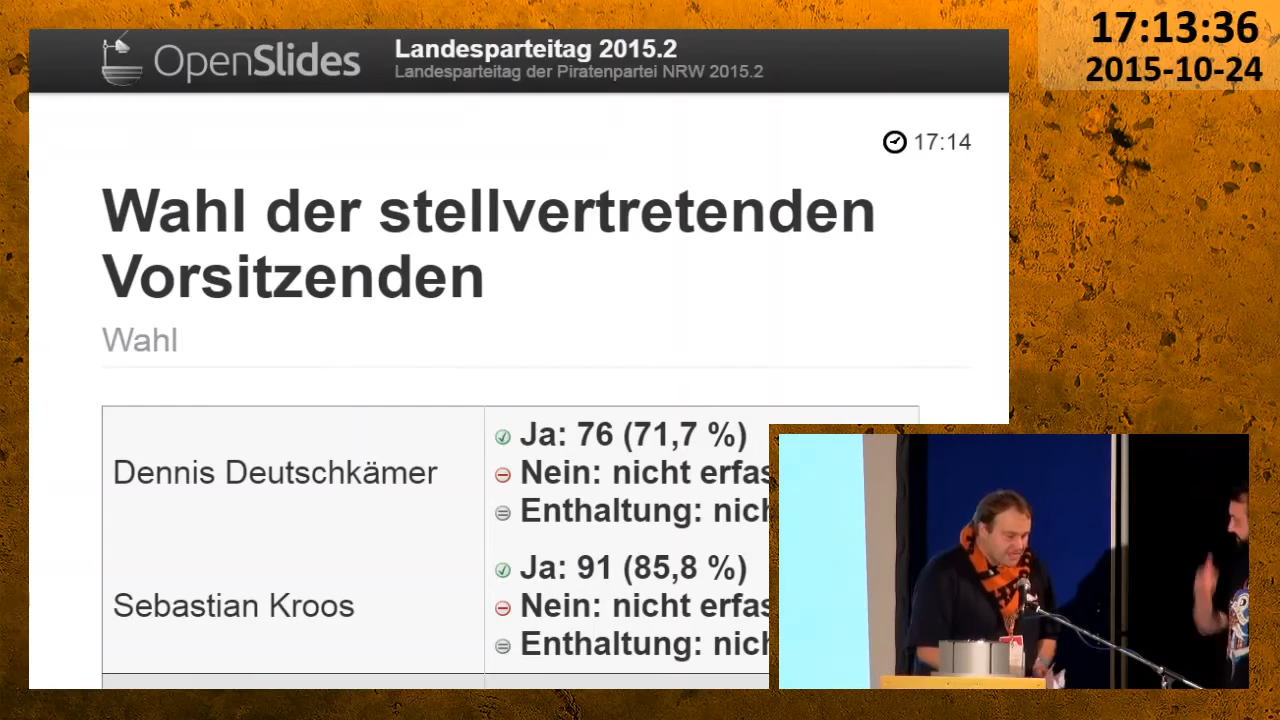 OpenSlides
Landesparteitag 2015.2
Landesparteitag der Piratenpartei NRW 2015.2
17:13:36
2015-10-24
17:14
Wahl der stellvertretenden
Vorsitzenden
Wahl
Dennis Deutschkämer
Ja: 76 (71,7 %)
Nein: nicht erfas
Enthaltung: nich
Sebastian Kroos
Ja: 91 (85,8 %)
Nein: nicht erfas
Enthaltung: nich